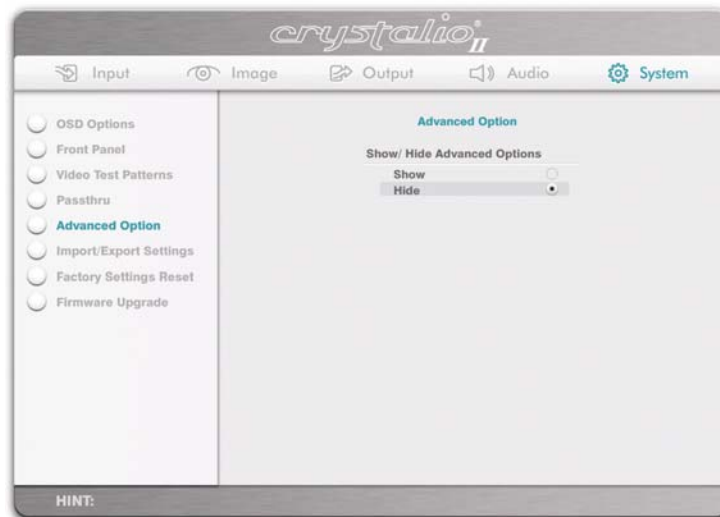 crystalio II
Input Image Output Audio System
OSD Options
Front Panel
Video Test Patterns
Passthru
Advanced Option
Import/Export Settings
Factory Settings Reset
Firmware Upgrade
Advanced Option
Show/ Hide Advanced Options
Show
Hide
HINT: